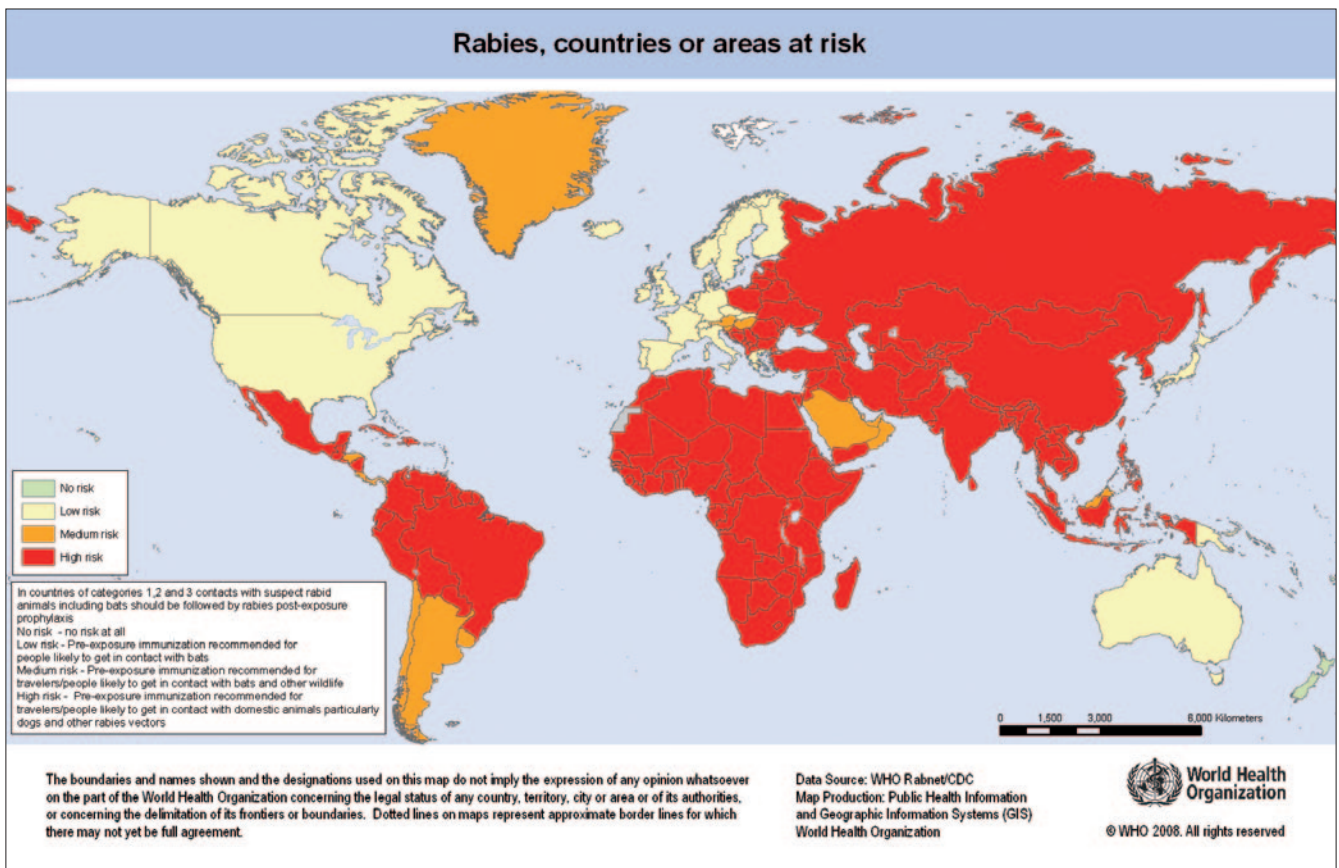 Rabies, countries or areas at risk
No risk
Low risk
Medium risk
High risk
In countries of categories 1,2 and 3 contacts with suspect rabid
animals including bats should be followed by rabies post-exposure
prophylaxis
No risk - no risk at all
Low risk - Pre-exposure immunization recommended for
people likely to get in contact with bats
Medium risk - Pre-exposure immunization recommended for
travelers/people likely to get in contact with bats and other wildlife
High risk - Pre-exposure immunization recommended for
travelers/people likely to get in contact with domestic animals particularly
dogs and other rabies vectors
0 1,500 3,000 6,000 Kilometers
The boundaries and names shown and the designations used on this map do not imply the expression of any opinion whatsoever
on the part of the World Health Organization concerning the legal status of any country, territory, city or area or of its authorities,
or concerning the delimitation of its frontiers or boundaries. Dotted lines on maps represent approximate border lines for which
there may not yet be full agreement.
Data Source: WHO Rabnet/CDC
Map Production: Public Health Information
and Geographic Information Systems (GIS)
World Health Organization
World Health
Organization
© WHO 2008. All rights reserved